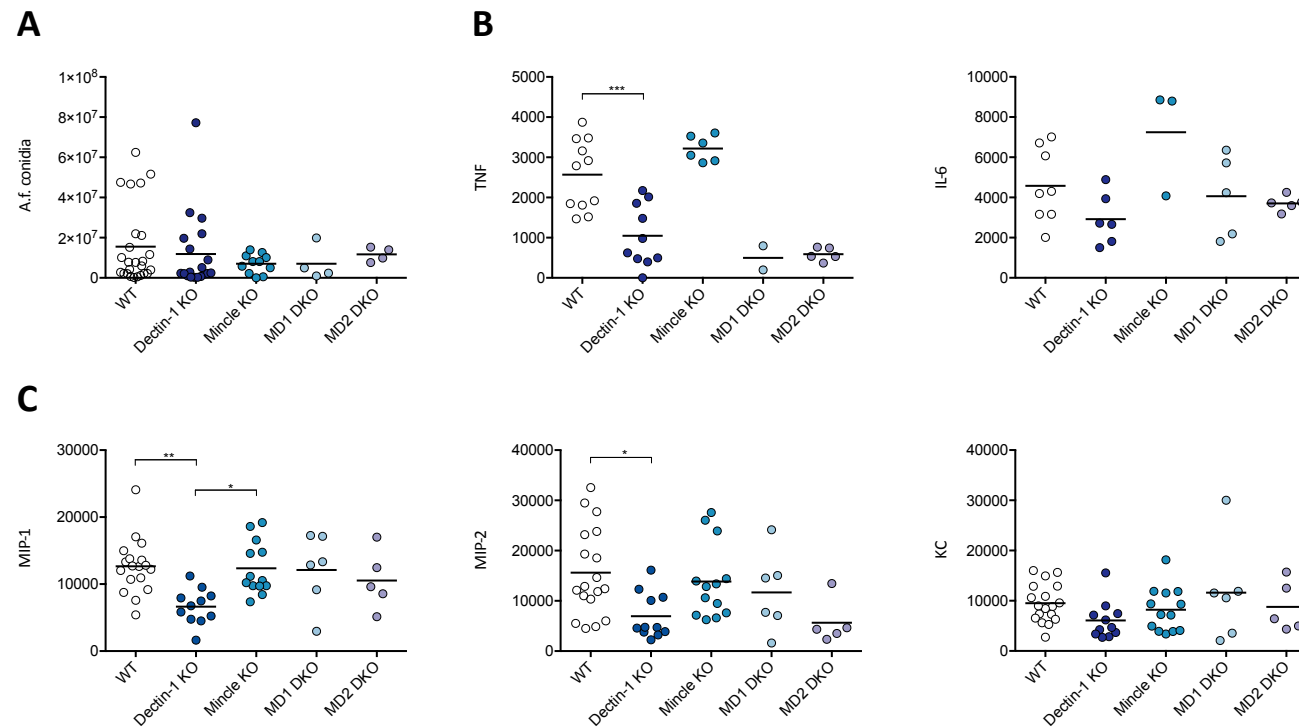 A
B
1×10⁸
8×10⁷
6×10⁷
4×10⁷
2×10⁷
0
A.f. conidia
WT
Dectin-1 KO
Mincle KO
MD1 DKO
MD2 DKO
5000
4000
3000
2000
1000
0
TNF
***
WT
Dectin-1 KO
Mincle KO
MD1 DKO
MD2 DKO
10000
8000
6000
4000
2000
0
IL-6
WT
Dectin-1 KO
Mincle KO
MD1 DKO
MD2 DKO
C
30000
20000
10000
0
MIP-1
**
*
WT
Dectin-1 KO
Mincle KO
MD1 DKO
MD2 DKO
40000
30000
20000
10000
0
MIP-2
*
WT
Dectin-1 KO
Mincle KO
MD1 DKO
MD2 DKO
40000
30000
20000
10000
0
KC
WT
Dectin-1 KO
Mincle KO
MD1 DKO
MD2 DKO